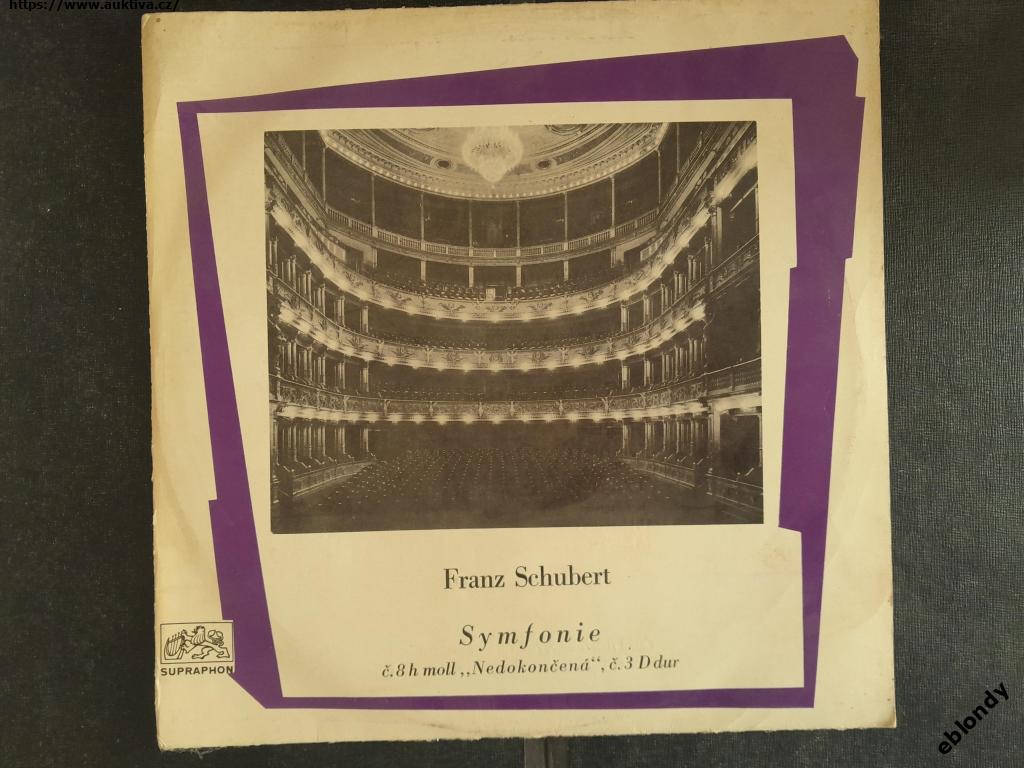 https://www.auktiva.cz/
Franz Schubert
Symfonie
č. 8 h moll „Nedokončená“, č. 3 D dur
SUPRAPHON
eblondy